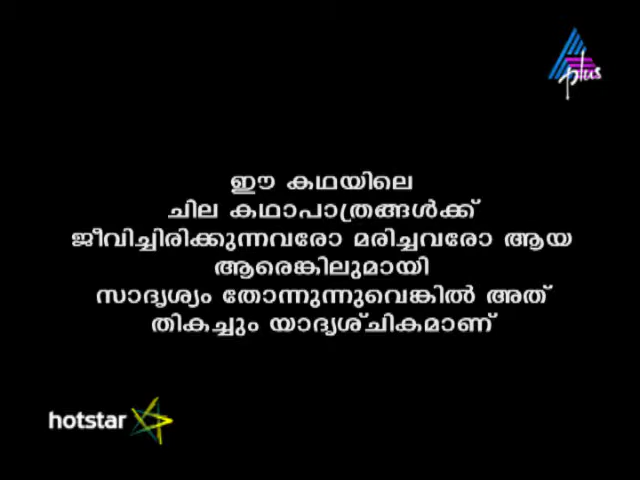 plus
ഈ കഥയിലെ
ചില കഥാപാത്രങ്ങൾക്ക്
ജീവിച്ചിരിക്കുന്നവരോ മരിച്ചവരോ ആയ
ആരെങ്കിലുമായി
സാദൃശ്യം തോന്നുന്നുവെങ്കിൽ അത്
തികച്ചും യാദൃശ്ചികമാണ്
hotstar